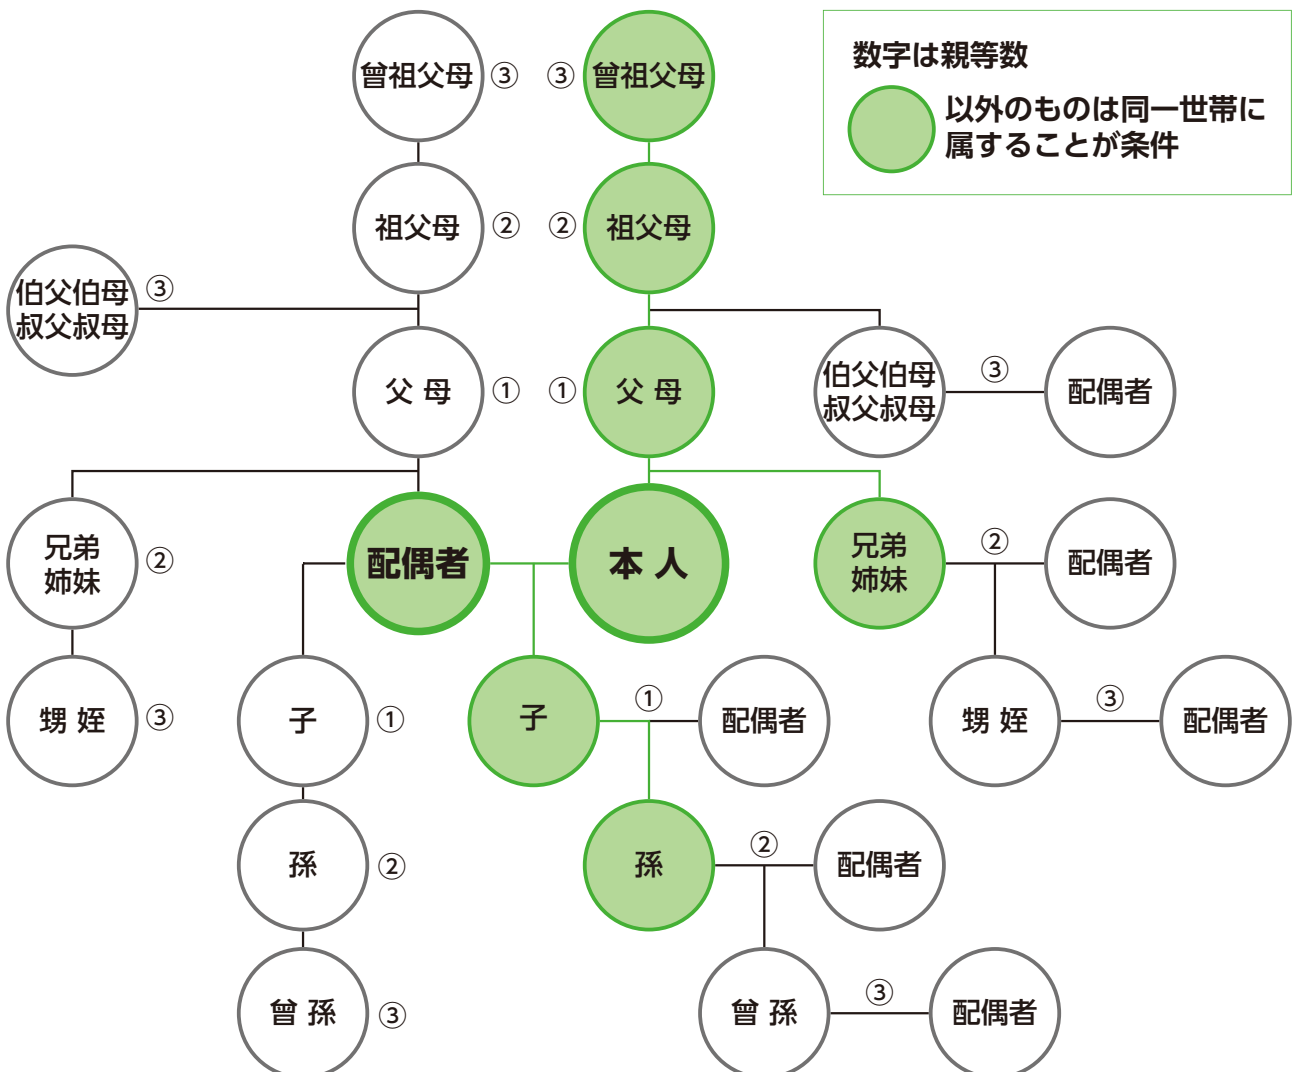 曾祖父母 ③ ③ 曾祖父母
数字は親等数
以外のものは同一世帯に
属することが条件
祖父母 ② ② 祖父母
伯父伯母
叔父叔母
③
父 母 ① ① 父 母
伯父伯母
叔父叔母
③ 配偶者
兄弟
姉妹
②
配偶者
本 人
兄弟
姉妹
② 配偶者
甥 姪 ③
子 ①
子 ① 配偶者
甥 姪 ③ 配偶者
孫 ②
孫 ② 配偶者
曾 孫 ③
曾 孫 ③ 配偶者